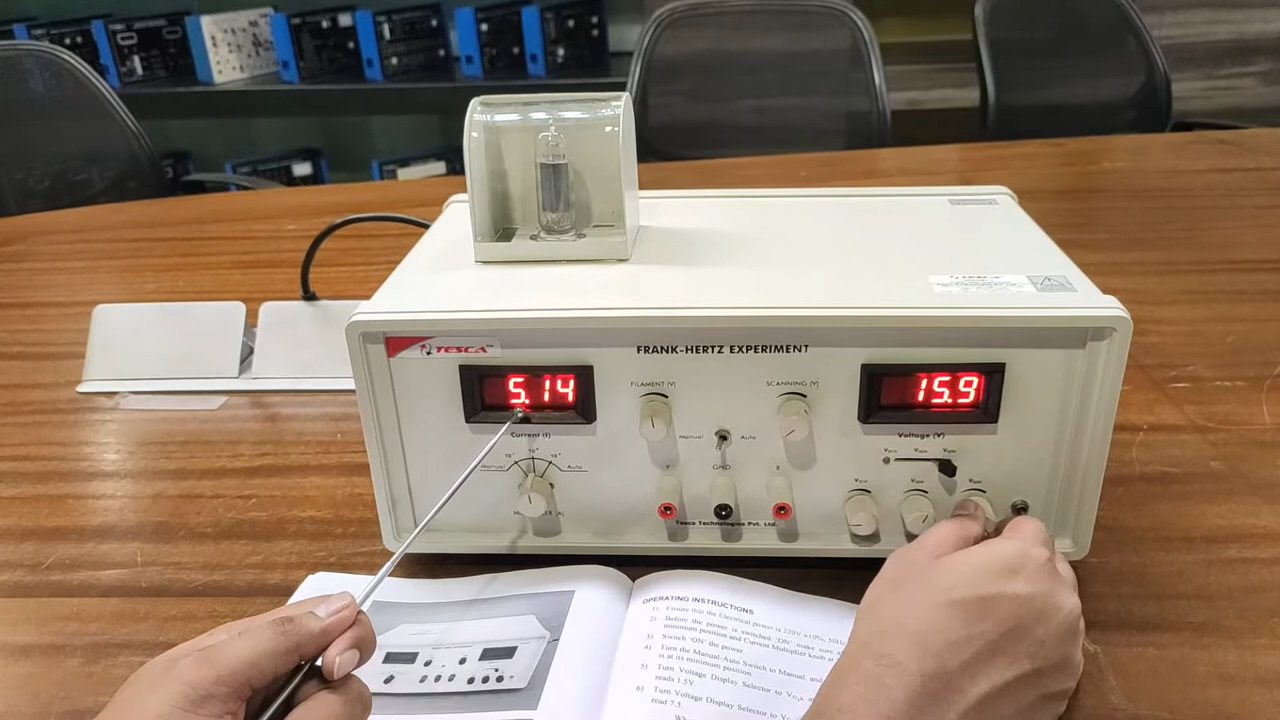 TESCA
FRANK-HERTZ EXPERIMENT
5.14
FILAMENT (V)
SCANNING (V)
15.9
Current (I)
Manual
Auto
Voltage (V)
Manual
Auto
Y
GND
X
Tesca Technologies Pvt. Ltd.
OPERATING INSTRUCTIONS
1) Ensure that the Electrical power is 220V ±10%, 50H
2) Before the power is switched 'ON' make sure
minimum position and Current Multiplier knob at
3) Switch 'ON' the power.
4) Turn the Manual-Auto Switch to Manual, and
is at its minimum position.
5) Turn Voltage Display Selector to
reads 1.5V.
6) Turn Voltage Display Selector to
read 7.5.